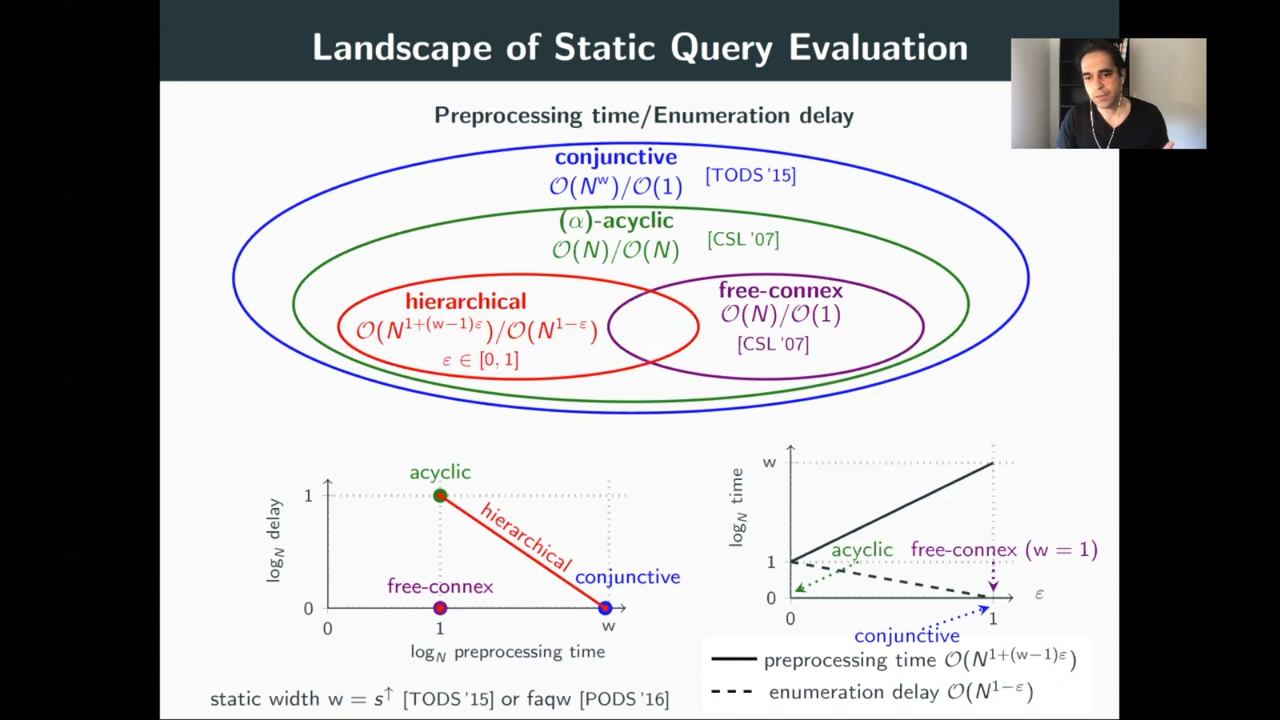 Landscape of Static Query Evaluation
Preprocessing time/Enumeration delay
conjunctive
O(N^w)/O(1) [TODS '15]
(α)-acyclic
O(N)/O(N) [CSL '07]
hierarchical
O(N^{1+(w−1)ε})/O(N^{1−ε})
ε ∈ [0, 1]
free-connex
O(N)/O(1)
[CSL '07]
acyclic
1
log_N delay
hierarchical
conjunctive
free-connex
0
0 1 w
log_N preprocessing time
static width w = s^↑ [TODS '15] or faqw [PODS '16]
w
log_N time
acyclic free-connex (w = 1)
1
0
ε
0 1
conjunctive
preprocessing time O(N^{1+(w−1)ε})
enumeration delay O(N^{1−ε})